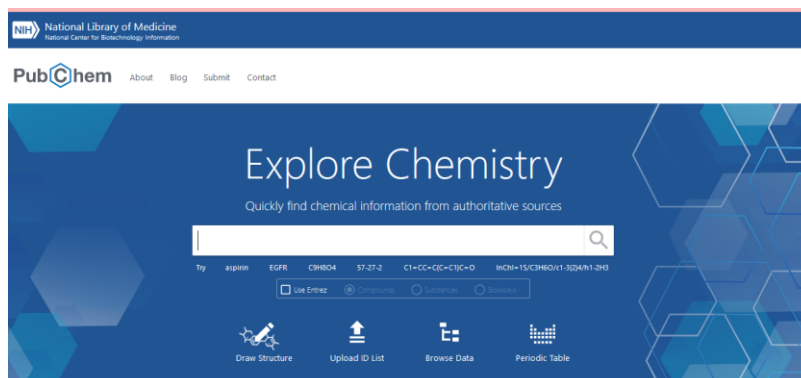 NIH National Library of Medicine
National Center for Biotechnology Information
PubChem About Blog Submit Contact
Explore Chemistry
Quickly find chemical information from authoritative sources
Try aspirin EGFR C9H8O4 57-27-2 C1=CC=C(C=C1)C=O InChI=1S/C3H6O/c1-3(2)4/h1-2H3
Use Entrez Compounds Substances BioAssays
Draw Structure Upload ID List Browse Data Periodic Table